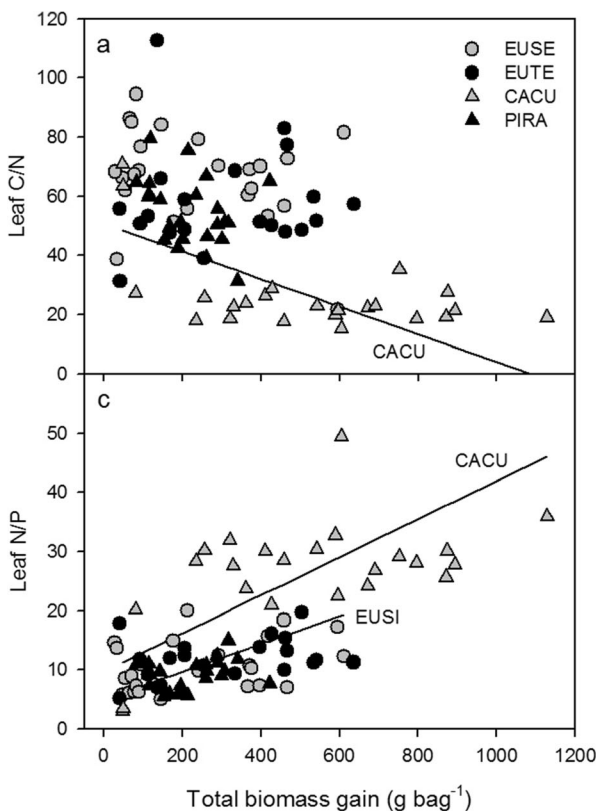 a
EUSE
EUTE
CACU
PIRA
120
100
80
60
40
20
0
Leaf C/N
CACU
c
50
40
30
20
10
0
Leaf N/P
CACU
EUSI
0 200 400 600 800 1000 1200
Total biomass gain (g bag⁻¹)